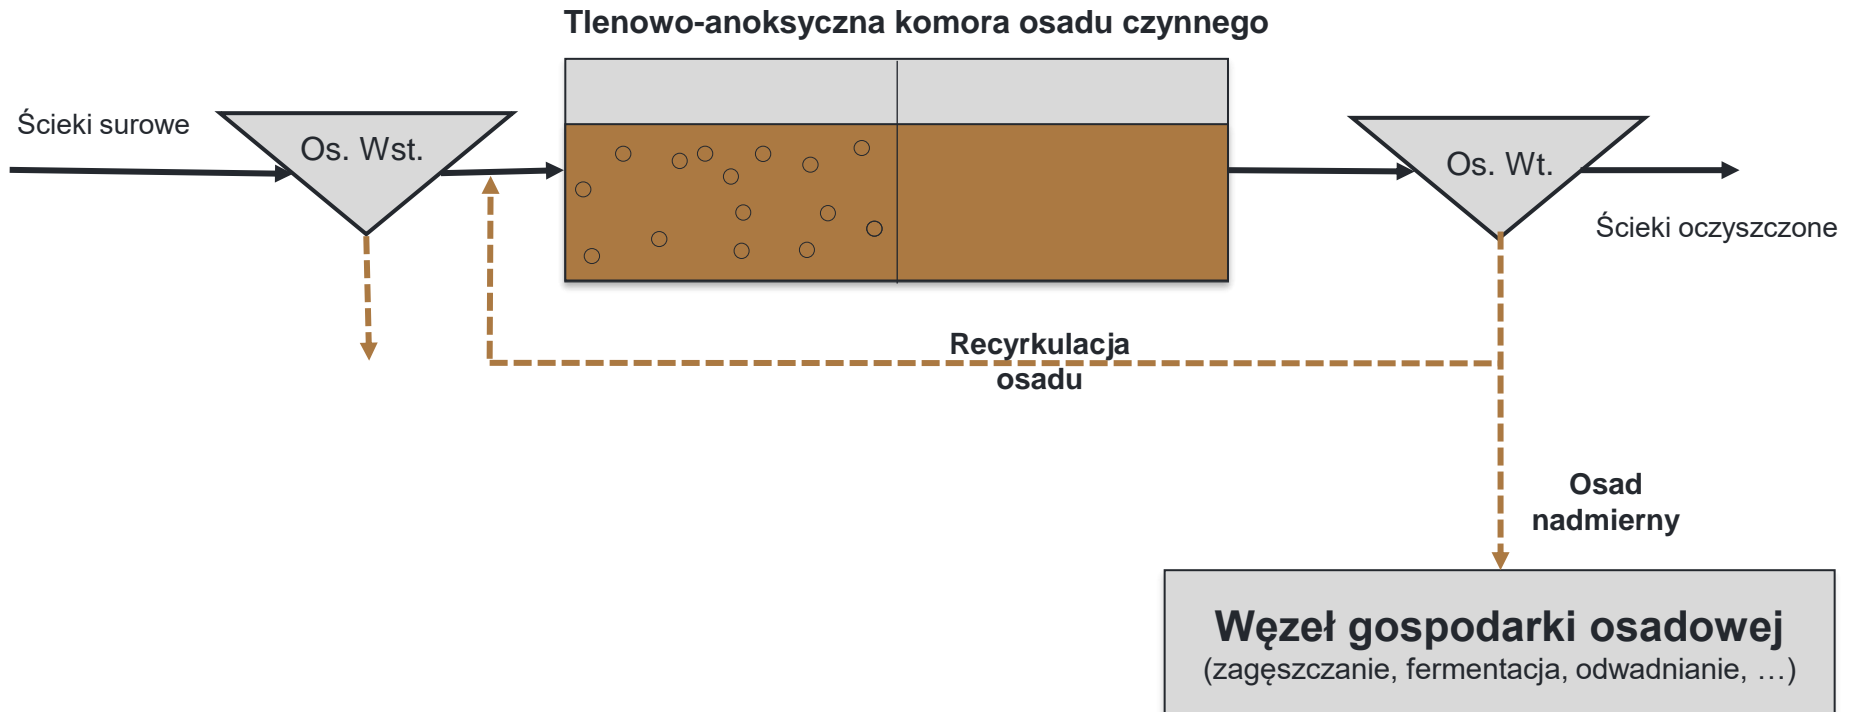 Tlenowo-anoksyczna komora osadu czynnego
Ścieki surowe
Os. Wst.
Os. Wt.
Ścieki oczyszczone
Recyrkulacja
osadu
Osad
nadmierny
Węzeł gospodarki osadowej
(zagęszczanie, fermentacja, odwadnianie, …)